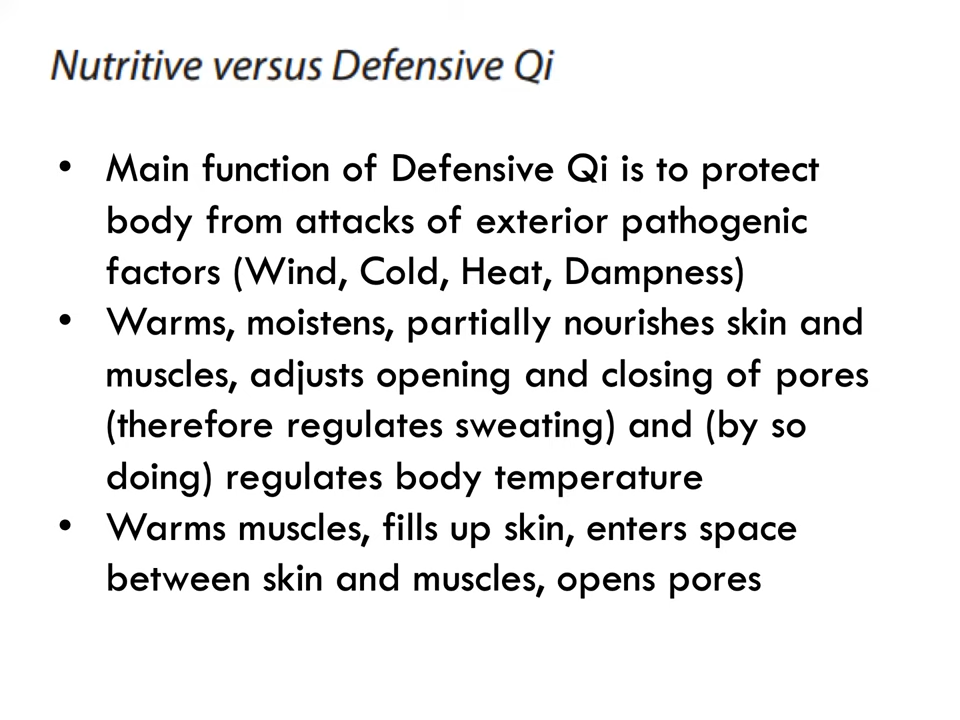 Nutritive versus Defensive Qi
• Main function of Defensive Qi is to protect
body from attacks of exterior pathogenic
factors (Wind, Cold, Heat, Dampness)
• Warms, moistens, partially nourishes skin and
muscles, adjusts opening and closing of pores
(therefore regulates sweating) and (by so
doing) regulates body temperature
• Warms muscles, fills up skin, enters space
between skin and muscles, opens pores